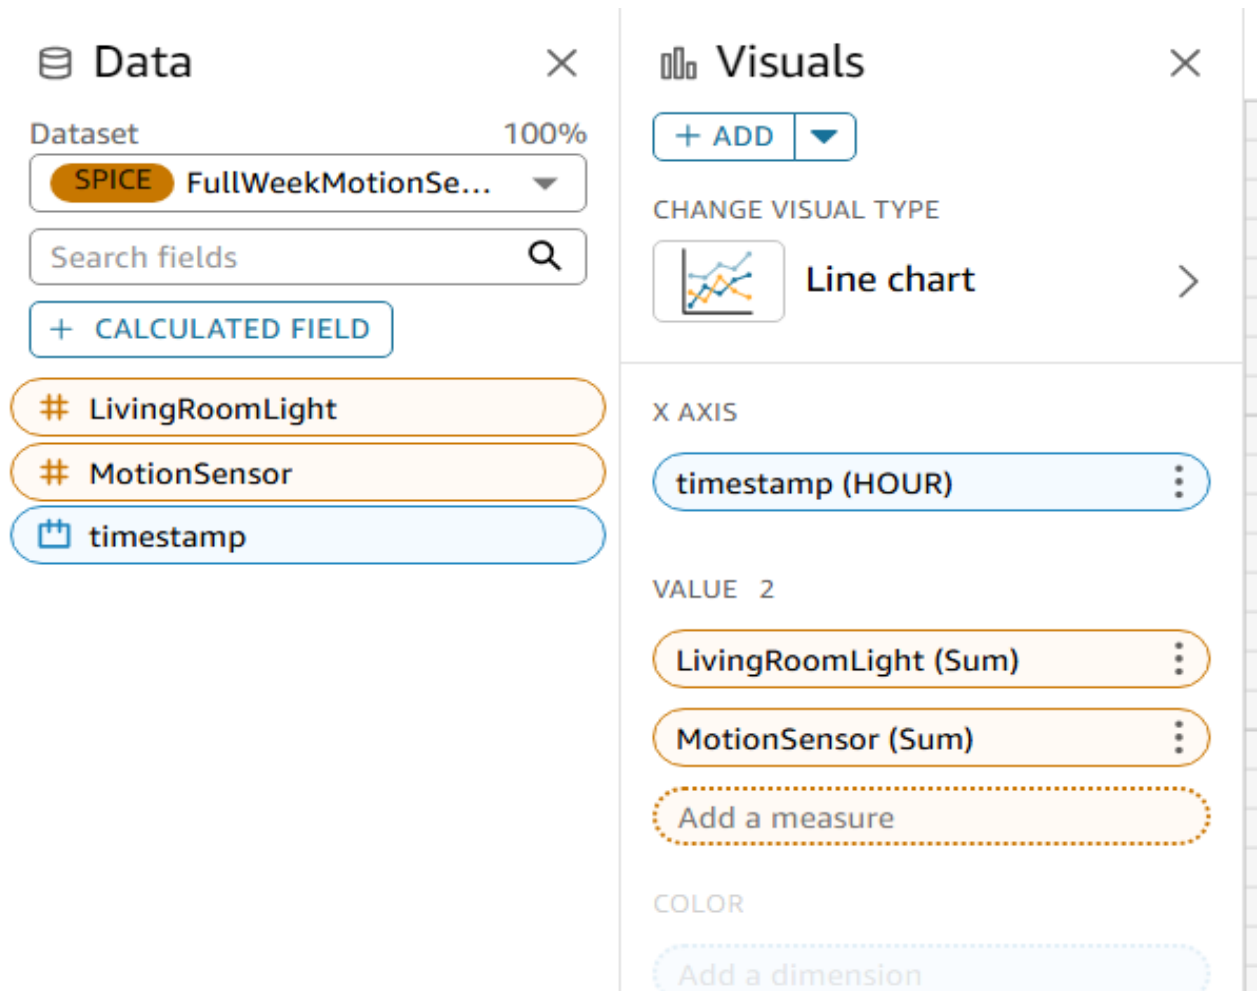 Data
Dataset 100%
SPICE FullWeekMotionSe...
Search fields
+ CALCULATED FIELD
# LivingRoomLight
# MotionSensor
timestamp
Visuals
+ ADD
CHANGE VISUAL TYPE
Line chart
X AXIS
timestamp (HOUR)
VALUE 2
LivingRoomLight (Sum)
MotionSensor (Sum)
Add a measure
COLOR
Add a dimension